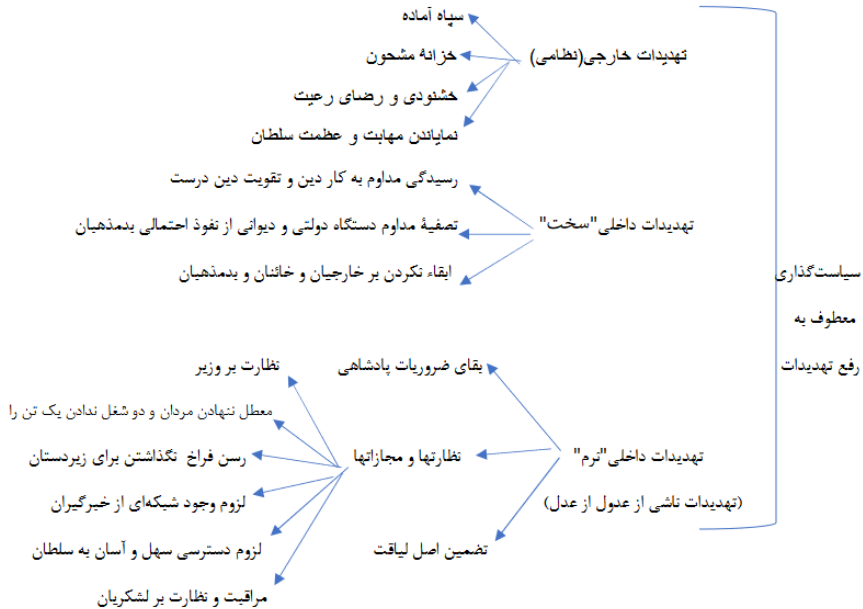 سیاست‌گذاری
معطوف به
رفع تهدیدات
تهدیدات خارجی(نظامی)
سپاه آماده
خزانهٔ مشحون
خشنودی و رضای رعیت
نمایاندن مهابت و عظمت سلطان
تهدیدات داخلی"سخت"
رسیدگی مداوم به کار دین و تقویت دین درست
تصفیهٔ مداوم دستگاه دولتی و دیوانی از نفوذ احتمالی بدمذهبان
ابقاء نکردن بر خارجیان و خائنان و بدمذهبان
تهدیدات داخلی"نرم"
(تهدیدات ناشی از عدول از عدل)
بقای ضروریات پادشاهی
نظارتها و مجازاتها
تضمین اصل لیاقت
نظارت بر وزیر
معطل ننهادن مردان و دو شغل ندادن یک تن را
رسن فراخ نگذاشتن برای زیردستان
لزوم وجود شبکه‌ای از خبرگیران
لزوم دسترسی سهل و آسان به سلطان
مراقبت و نظارت بر لشکریان